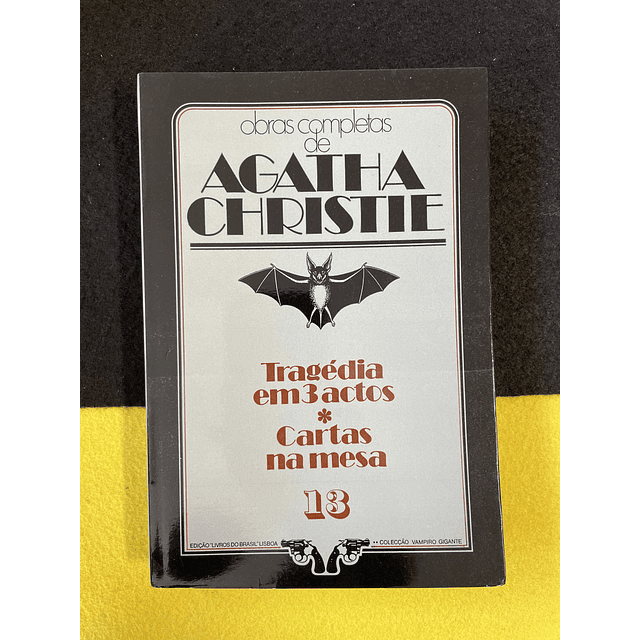 obras completas
de
AGATHA
CHRISTIE
Tragédia
em 3 actos
*
Cartas
na mesa
13
EDIÇÃO "LIVROS DO BRASIL" LISBOA
•• COLECÇÃO VAMPIRO GIGANTE